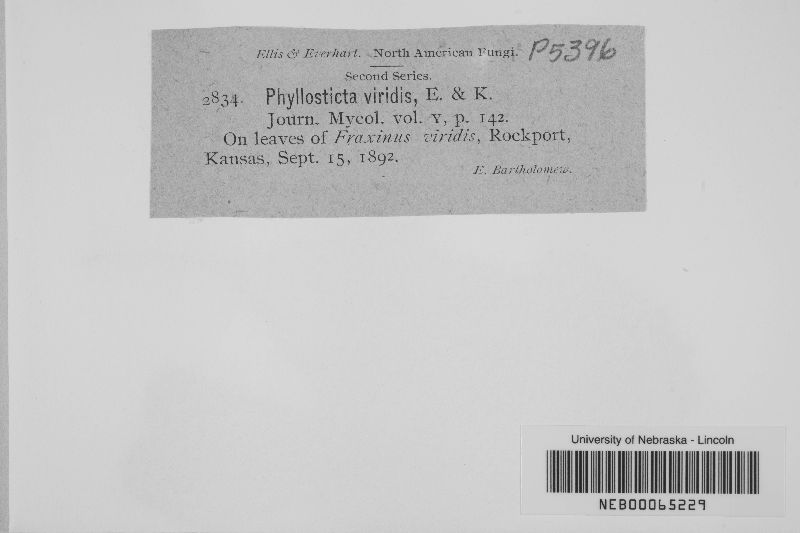 Ellis & Everhart. North American Fungi. P5396
Second Series.
2834. Phyllosticta viridis, E. & K.
Journ. Mycol. vol. V, p. 142.
On leaves of Fraxinus viridis, Rockport,
Kansas, Sept. 15, 1892.
E. Bartholomew.
University of Nebraska - Lincoln
NEB00065229